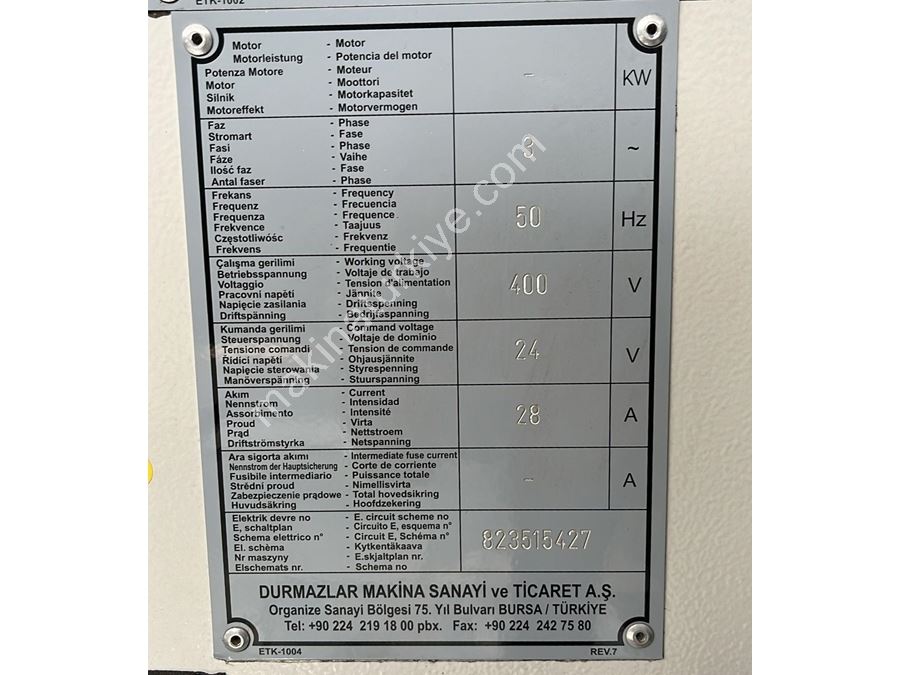 ETK-1002
Motor - Motor
Motorleistung - Potencia del motor
Potenza Motore - Moteur
Motor - Moottori
Silnik - Motorkapasitet
Motoreffekt - Motorvermogen
- KW
Faz - Phase
Stromart - Fase
Fasi - Phase
Fáze - Vaihe
Ilość faz - Fase
Antal faser - Phase
3 ~
Frekans - Frequency
Frequenz - Frecuencia
Frequenza - Frequence
Frekvence - Taajuus
Częstotliwośc - Frekvenz
Frekvens - Frequentie
50 Hz
Çalışma gerilimi - Working voltage
Betriebsspannung - Voltaje de trabajo
Voltaggio - Tension d'alimentation
Pracovni napěti - Jännite
Napięcie zasilania - Driftsspenning
Driftspänning - Bedrijfsspanning
400 V
Kumanda gerilimi - Command voltage
Steuerspannung - Voltaje de dominio
Tensione comandi - Tension de commande
Řidici napěti - Ohjausjännite
Napięcie sterowania - Styrespenning
Manöverspänning - Stuurspanning
24 V
Akım - Current
Nennstrom - Intensidad
Assorbimento - Intensité
Proud - Virta
Prąd - Nettstroem
Driftströmstyrka - Netspanning
28 A
Ara sigorta akımı - Intermediate fuse current
Nennstrom der Hauptsicherung - Corte de corriente
Fusibile intermediario - Puissance totale
Střední proud - Nimellisvirta
Zabezpieczenie prądowe - Total hovedsikring
Huvudsäkring - Hoofdzekering
- A
Elektrik devre no - E. circuit scheme no
E, schaltplan - Circuito E, esquema n°
Schema elettrico n° - Circuit E, Schéma n°
El. schèma - Kytkentäkaava
Nr maszyny - E.skjaltplan nr.
Elschemats nr. - Schema no
823515427
DURMAZLAR MAKİNA SANAYİ ve TİCARET A.Ş.
Organize Sanayi Bölgesi 75. Yıl Bulvarı BURSA / TÜRKİYE
Tel: +90 224 219 18 00 pbx. Fax: +90 224 242 75 80
ETK-1004 REV.7
makinaturkiye.com